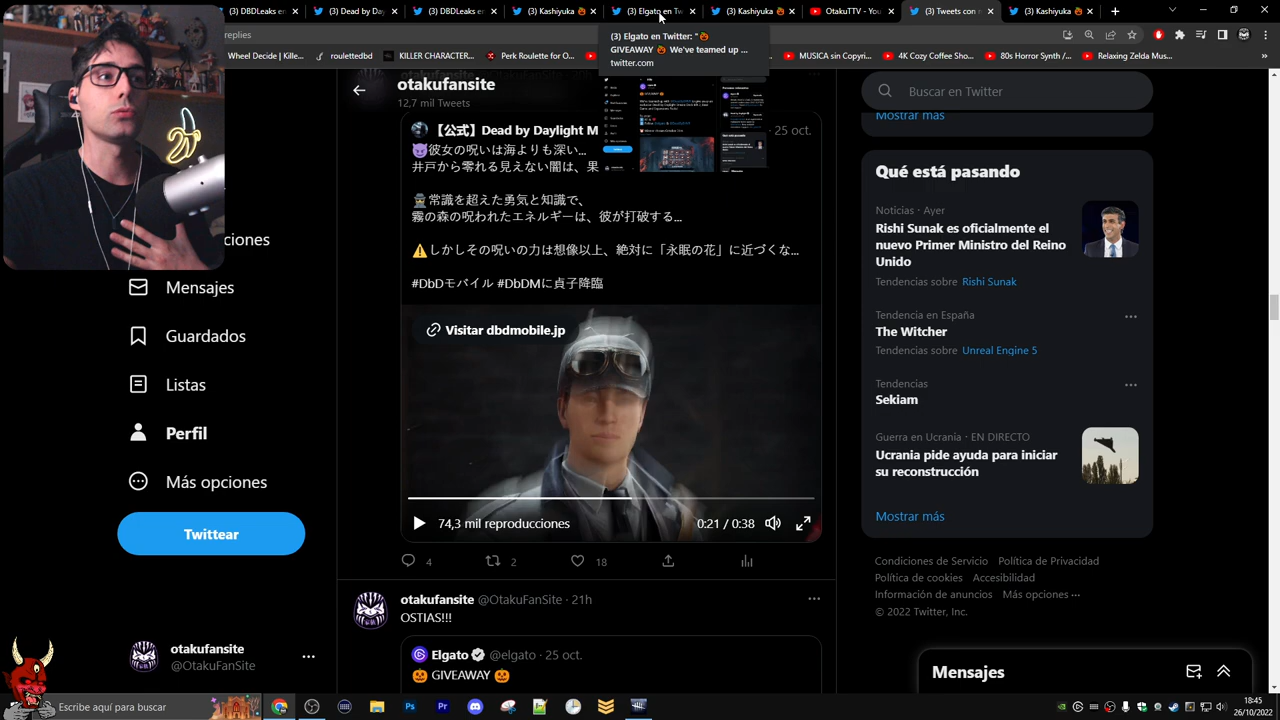 (3) DBDLeaks en
(3) Dead by Day
(3) DBDLeaks en
(3) Kashiyuka 🎃
(3) Elgato en Tw
(3) Kashiyuka 🎃
OtakuTTV - You
(3) Tweets con
(3) Kashiyuka 🎃
replies
Wheel Decide | Kille...
roulettedbd
KILLER CHARACTER...
Perk Roulette for O...
MUSICA sin Copyri...
4K Cozy Coffee Sho...
80s Horror Synth /...
Relaxing Zelda Mus...
(3) Elgato en Twitter: "🎃
GIVEAWAY 🎃 We've teamed up ...
twitter.com
otakufansite
12,7 mil Tweets
【公式】Dead by Daylight M
· 25 oct.
😈彼女の呪いは海よりも深い...
井戸から零れる見えない闇は、果
常識を超えた勇気と知識で、
霧の森の呪われたエネルギーは、彼が打破する...
⚠️しかしその呪いの力は想像以上、絶対に「永眠の花」に近づくな...
#DbDモバイル #DbDMに貞子降臨
Visitar dbdmobile.jp
74,3 mil reproducciones
0:21 / 0:38
4
2
18
otakufansite @OtakuFanSite · 21h
OSTIAS!!!
Elgato @elgato · 25 oct.
🎃 GIVEAWAY 🎃
ciones
Mensajes
Guardados
Listas
Perfil
Más opciones
Twittear
otakufansite
@OtakuFanSite
Buscar en Twitter
Mostrar más
Qué está pasando
Noticias · Ayer
Rishi Sunak es oficialmente el
nuevo Primer Ministro del Reino
Unido
Tendencias sobre Rishi Sunak
Tendencia en España
The Witcher
Tendencias sobre Unreal Engine 5
Tendencias
Sekiam
Guerra en Ucrania · EN DIRECTO
Ucrania pide ayuda para iniciar
su reconstrucción
Mostrar más
Condiciones de Servicio Política de Privacidad
Política de cookies Accesibilidad
Información de anuncios Más opciones ···
© 2022 Twitter, Inc.
Mensajes
Escribe aquí para buscar
18:45
26/10/2022